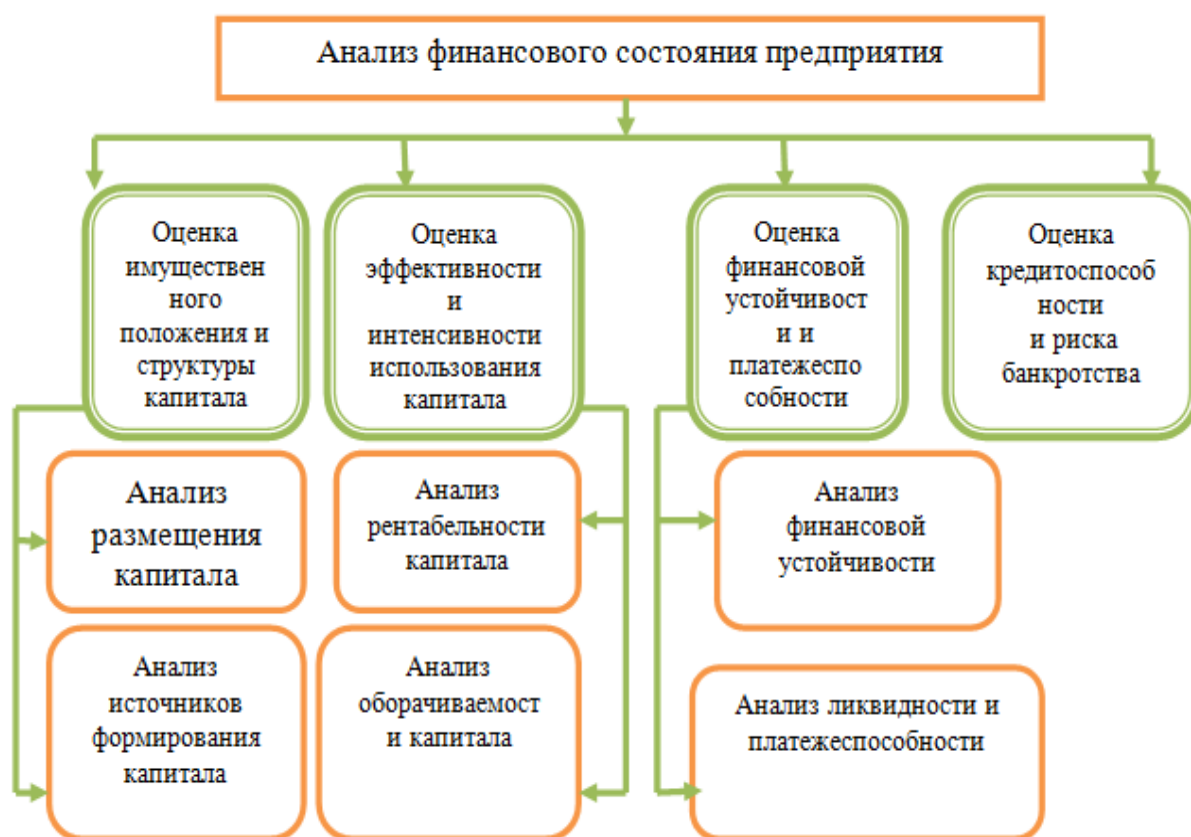 Анализ финансового состояния предприятия
Оценка
имуществен
ного
положения и
структуры
капитала
Оценка
эффективности
и
интенсивности
использования
капитала
Оценка
финансовой
устойчивост
и и
платежеспо
собности
Оценка
кредитоспособ
ности
и риска
банкротства
Анализ
размещения
капитала
Анализ
рентабельности
капитала
Анализ
финансовой
устойчивости
Анализ
источников
формирования
капитала
Анализ
оборачиваемост
и капитала
Анализ ликвидности и
платежеспособности